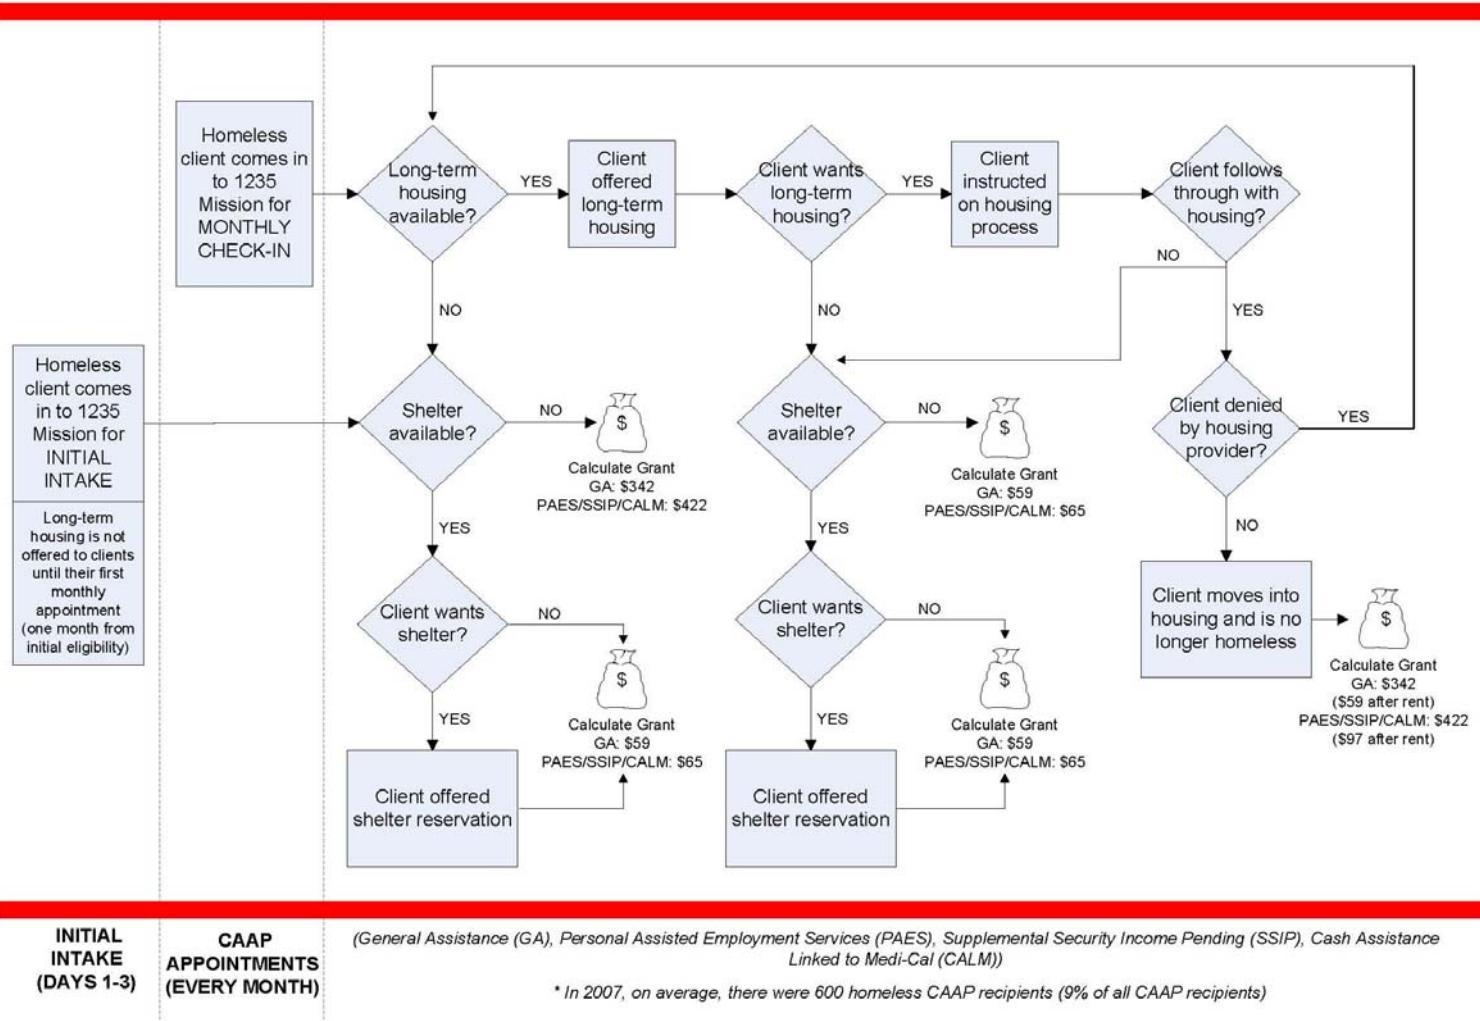 Homeless
client comes in
to 1235
Mission for
MONTHLY
CHECK-IN
Long-term
housing
available?
YES
Client
offered
long-term
housing
Client wants
long-term
housing?
YES
Client
instructed
on housing
process
Client follows
through with
housing?
NO
NO
NO
YES
Homeless
client comes
in to 1235
Mission for
INITIAL
INTAKE
Long-term
housing is not
offered to clients
until their first
monthly
appointment
(one month from
initial eligibility)
Shelter
available?
NO
$
Calculate Grant
GA: $342
PAES/SSIP/CALM: $422
Shelter
available?
NO
$
Calculate Grant
GA: $59
PAES/SSIP/CALM: $65
Client denied
by housing
provider?
YES
YES
YES
NO
Client wants
shelter?
NO
$
Calculate Grant
GA: $59
PAES/SSIP/CALM: $65
Client wants
shelter?
NO
$
Calculate Grant
GA: $59
PAES/SSIP/CALM: $65
Client moves into
housing and is no
longer homeless
$
Calculate Grant
GA: $342
($59 after rent)
PAES/SSIP/CALM: $422
($97 after rent)
YES
YES
Client offered
shelter reservation
Client offered
shelter reservation
INITIAL
INTAKE
(DAYS 1-3)
CAAP
APPOINTMENTS
(EVERY MONTH)
(General Assistance (GA), Personal Assisted Employment Services (PAES), Supplemental Security Income Pending (SSIP), Cash Assistance
Linked to Medi-Cal (CALM))
* In 2007, on average, there were 600 homeless CAAP recipients (9% of all CAAP recipients)